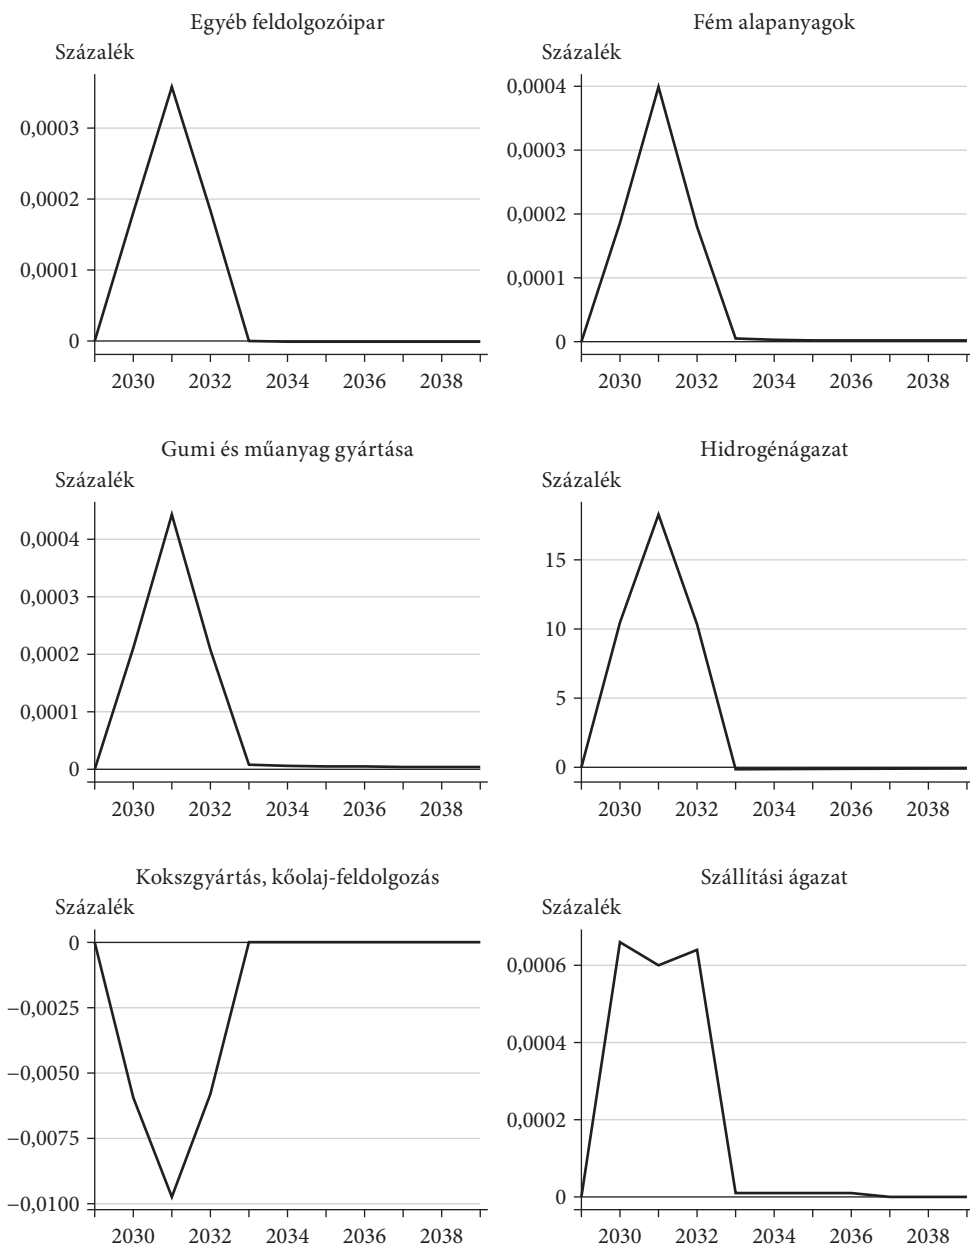 Egyéb feldolgozóipar
Százalék
0,0003
0,0002
0,0001
0
2030 2032 2034 2036 2038
Fém alapanyagok
Százalék
0,0004
0,0003
0,0002
0,0001
0
2030 2032 2034 2036 2038
Gumi és műanyag gyártása
Százalék
0,0004
0,0003
0,0002
0,0001
0
2030 2032 2034 2036 2038
Hidrogénágazat
Százalék
15
10
5
0
2030 2032 2034 2036 2038
Kokszgyártás, kőolaj-feldolgozás
Százalék
0
−0,0025
−0,0050
−0,0075
−0,0100
2030 2032 2034 2036 2038
Szállítási ágazat
Százalék
0,0006
0,0004
0,0002
0
2030 2032 2034 2036 2038